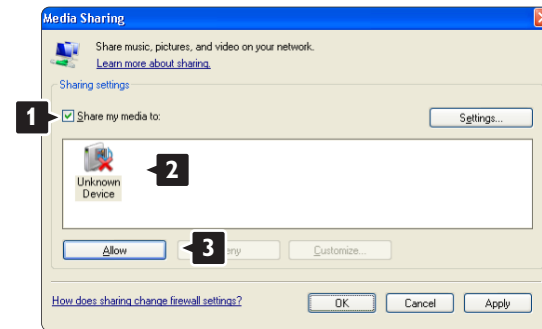 Media Sharing
Share music, pictures, and video on your network.
Learn more about sharing.
Sharing settings
1
Share my media to:
Settings...
2
Unknown
Device
Allow
3
Customize...
How does sharing change firewall settings?
OK
Cancel
Apply